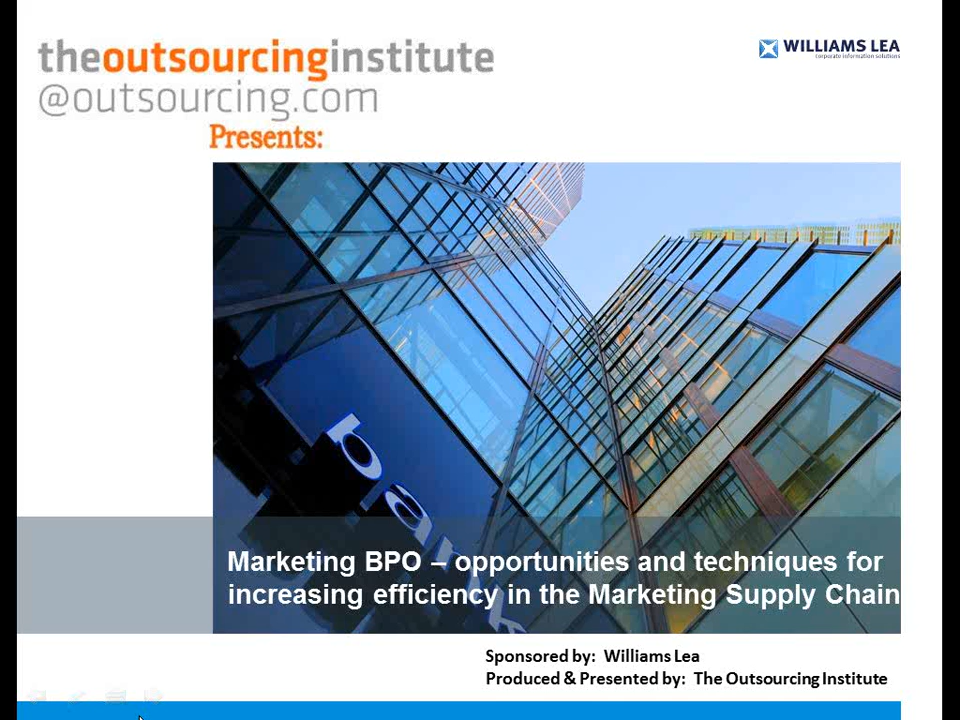 theoutsourcinginstitute
@outsourcing.com
Presents:
WILLIAMS LEA
corporate information solutions
bank
Marketing BPO – opportunities and techniques for
increasing efficiency in the Marketing Supply Chain
Sponsored by: Williams Lea
Produced & Presented by: The Outsourcing Institute